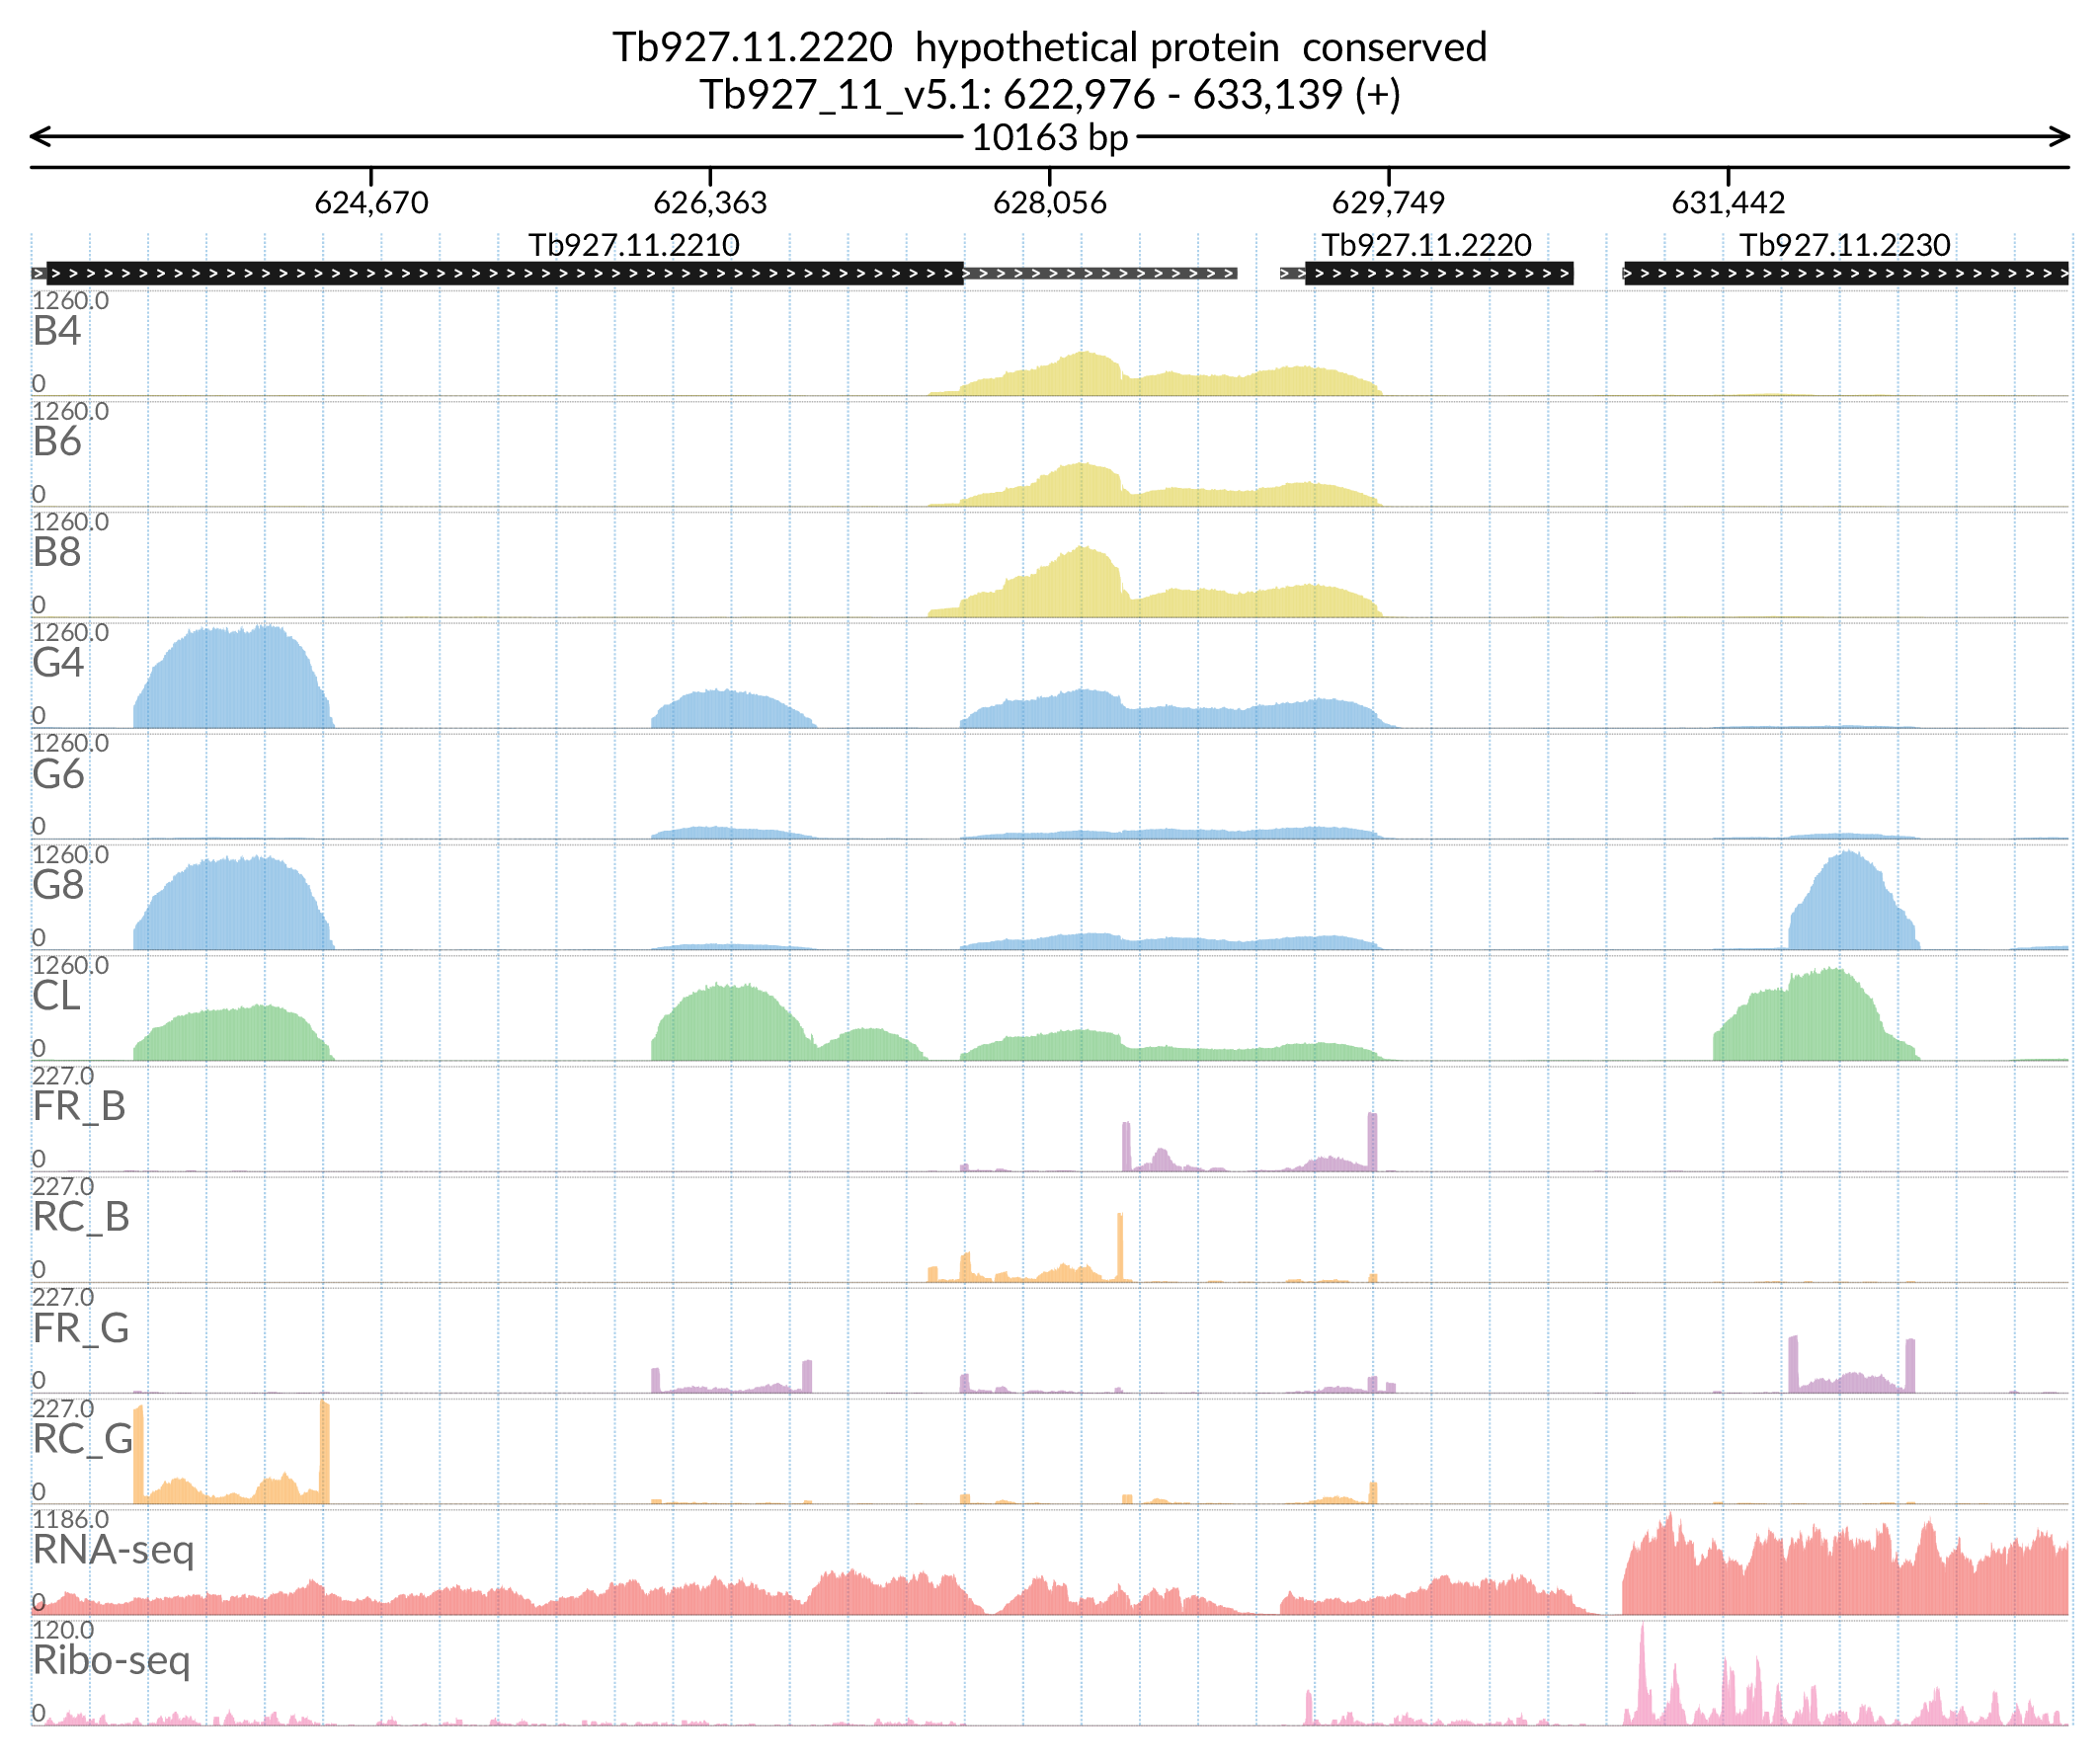 Tb927.11.2220  hypothetical protein  conserved
Tb927_11_v5.1: 622,976 - 633,139 (+)
10163 bp
624,670 626,363 628,056 629,749 631,442
Tb927.11.2210 Tb927.11.2220 Tb927.11.2230
1260.0
B4
0
1260.0
B6
0
1260.0
B8
0
1260.0
G4
0
1260.0
G6
0
1260.0
G8
0
1260.0
CL
0
227.0
FR_B
0
227.0
RC_B
0
227.0
FR_G
0
227.0
RC_G
0
1186.0
RNA-seq
0
120.0
Ribo-seq
0